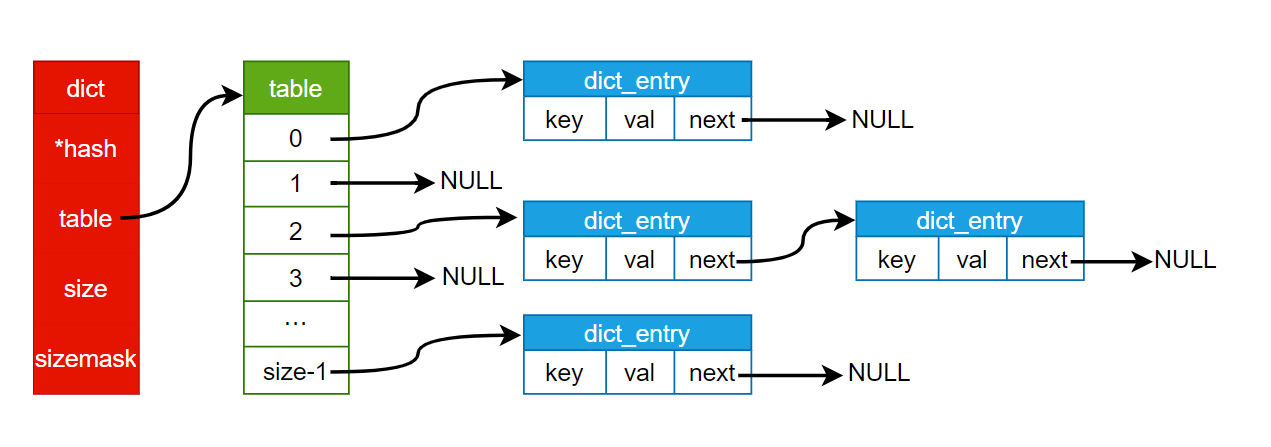 dict
*hash
table
size
sizemask
table
0
1
2
3
...
size-1
dict_entry
key val next
NULL
NULL
dict_entry
key val next
dict_entry
key val next
NULL
NULL
dict_entry
key val next
NULL